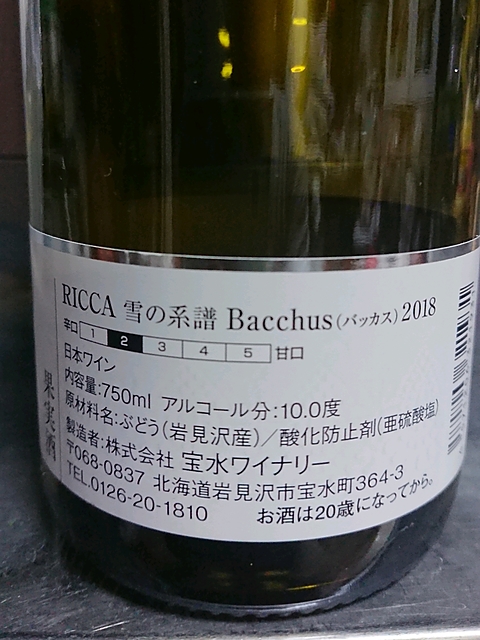 RICCA 雪の系譜 Bacchus(バッカス)2018
辛口 1 2 3 4 5 甘口
日本ワイン
内容量:750ml アルコール分:10.0度
原材料名:ぶどう(岩見沢産)/酸化防止剤(亜硫酸塩)
製造者:株式会社 宝水ワイナリー
〒068-0837 北海道岩見沢市宝水町364-3
TEL.0126-20-1810 お酒は20歳になってから。
果実酒